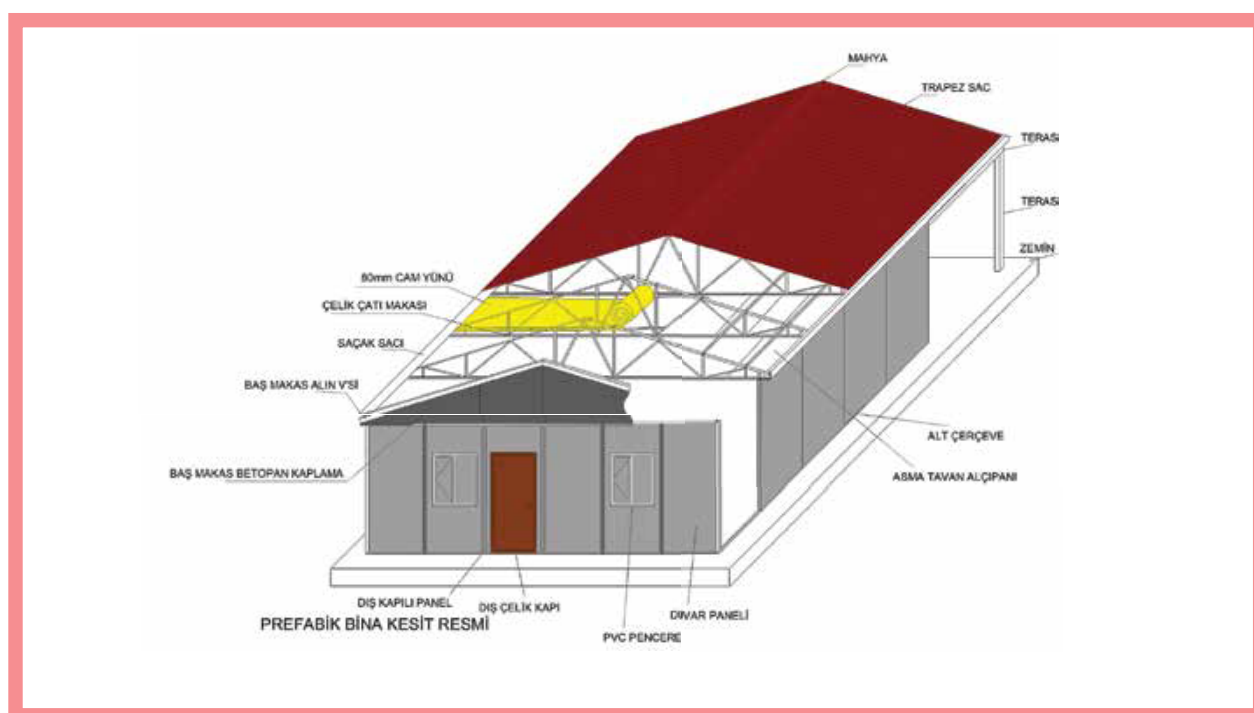 MAHYA
TRAPEZ SAC
TERAS
TERAS
ZEMİN
80mm CAM YÜNÜ
ÇELİK ÇATI MAKASI
SAÇAK SACI
BAŞ MAKAS ALIN V'Sİ
ALT ÇERÇEVE
BAŞ MAKAS BETOPAN KAPLAMA
ASMA TAVAN ALÇIPANI
DIŞ KAPILI PANEL
DIŞ ÇELİK KAPI
DIVAR PANELİ
PREFABİK BİNA KESİT RESMİ
PVC PENCERE